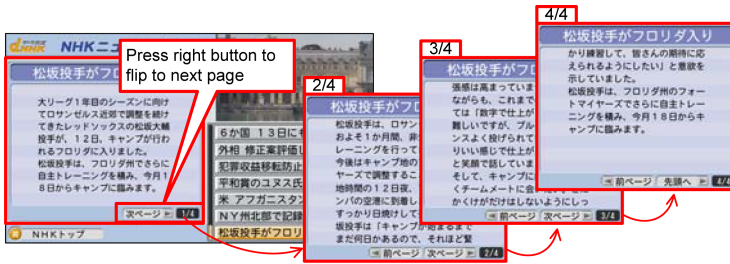 dNHK NHKニュ
松坂投手がフロ
大リーグ1年目のシーズンに向け
てロサンゼルス近郊で調整を続け
てきたレッドソックスの松坂大輔
投手が、12日、キャンプが行わ
れるフロリダに入りました。
松坂投手は、フロリダ州でさらに
自主トレーニングを積み、今月1
8日からキャンプに臨みます。
次ページ 1/4
NHKトップ
Press right button to
flip to next page
6か国 13日にも
外相 修正案評価し
犯罪収益移転防止
平和賞のユヌス氏
米 アフガニスタン
NY州北部で記録
松坂投手がフロリ
2/4
松坂投手がフロ
松坂投手は、ロサン
およそ1か月間、非
レーニングを行って
今後はキャンプ地の
ヤーズで調整するこ
地時間の12日夜、
ンパの空港に到着し
すっかり日焼けして
坂投手は「キャンプが始まるまで
まだ何日かあるので、それほど緊
前ページ 次ページ 2/4
3/4
松坂投手がフロ
張感は高まっていま
ながらも、これまで
ては「数字で仕上が
難しいですが、ブル
ンスよく投げられて
りいい感じで仕上が
と笑顔で話していま
そして、キャンプに
くチームメートに会
かくけがだけはしないようにしっ
前ページ 次ページ 3/4
4/4
松坂投手がフロリダ入り
かり練習して、皆さんの期待に応
えられるようにしたい」と意欲を
示していました。
松坂投手は、フロリダ州のフォー
トマイヤーズでさらに自主トレー
ニングを積み、今月18日からキ
ャンプに臨みます。
前ページ 先頭へ 4/4